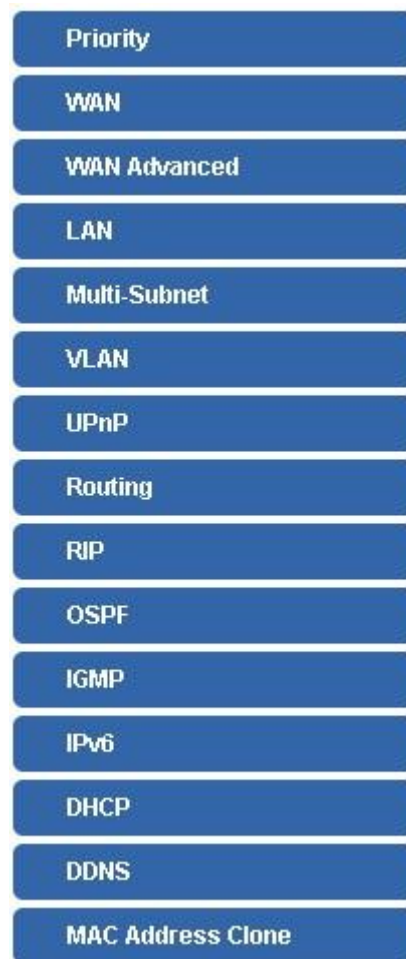 Priority
WAN
WAN Advanced
LAN
Multi-Subnet
VLAN
UPnP
Routing
RIP
OSPF
IGMP
IPv6
DHCP
DDNS
MAC Address Clone